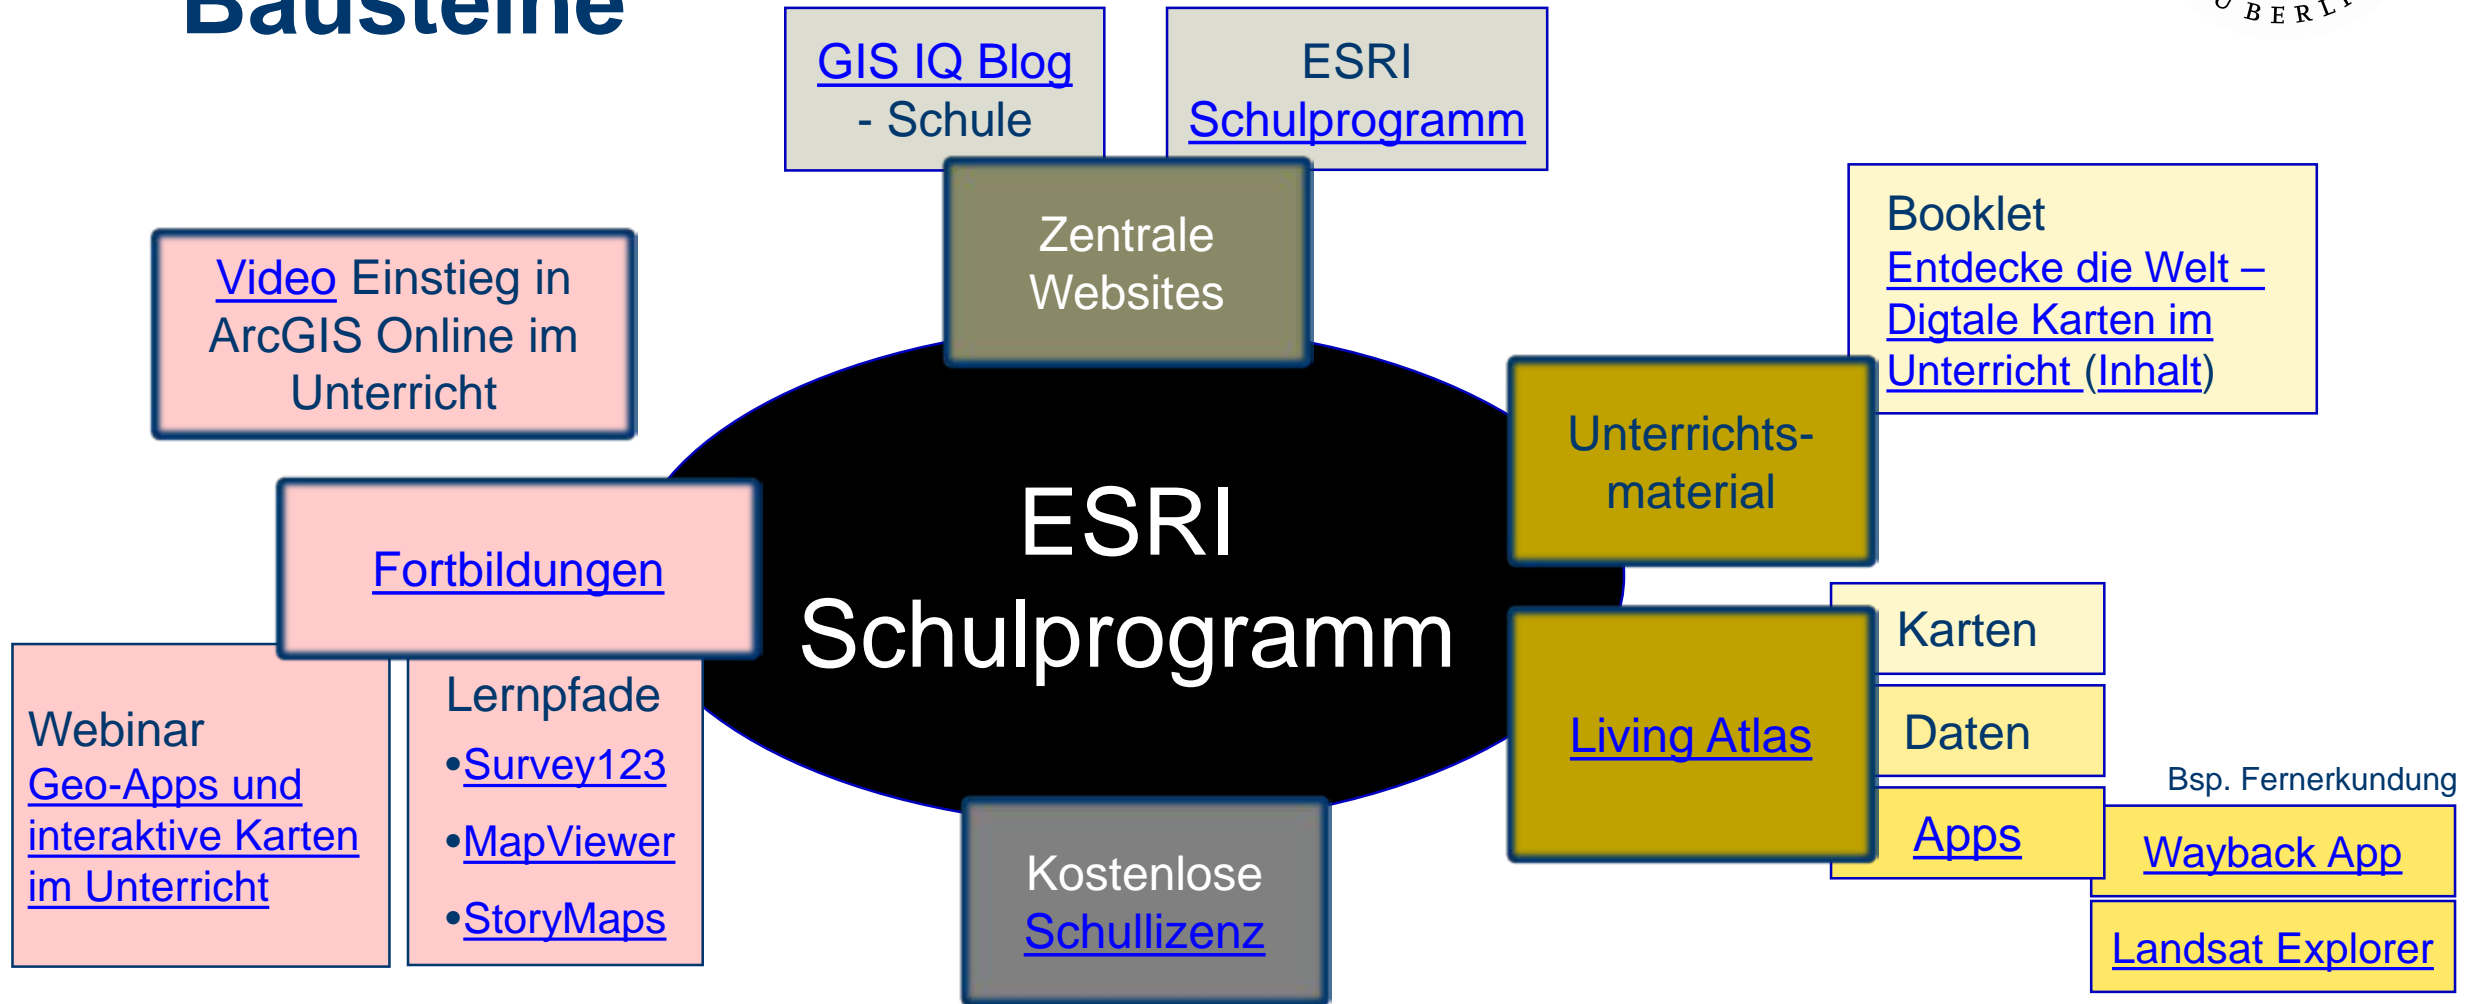 Bausteine
U BERLI
GIS IQ Blog
- Schule
ESRI
Schulprogramm
Zentrale
Websites
Video Einstieg in
ArcGIS Online im
Unterricht
Booklet
Entdecke die Welt –
Digtale Karten im
Unterricht (Inhalt)
Unterrichts-
material
ESRI
Schulprogramm
Fortbildungen
Webinar
Geo-Apps und
interaktive Karten
im Unterricht
Lernpfade
•Survey123
•MapViewer
•StoryMaps
Kostenlose
Schullizenz
Living Atlas
Karten
Daten
Apps
Bsp. Fernerkundung
Wayback App
Landsat Explorer